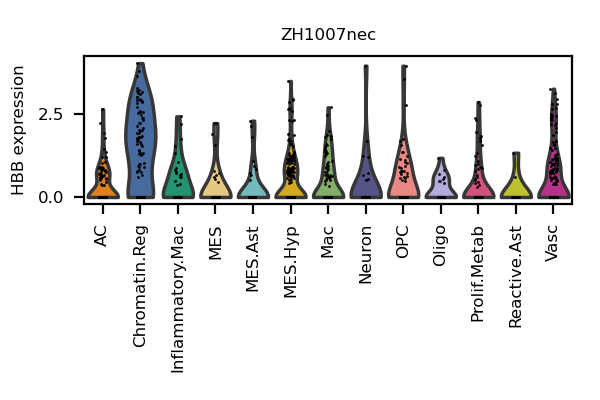 ZH1007nec
HBB expression
2.5
0.0
AC
Chromatin.Reg
Inflammatory.Mac
MES
MES.Ast
MES.Hyp
Mac
Neuron
OPC
Oligo
Prolif.Metab
Reactive.Ast
Vasc